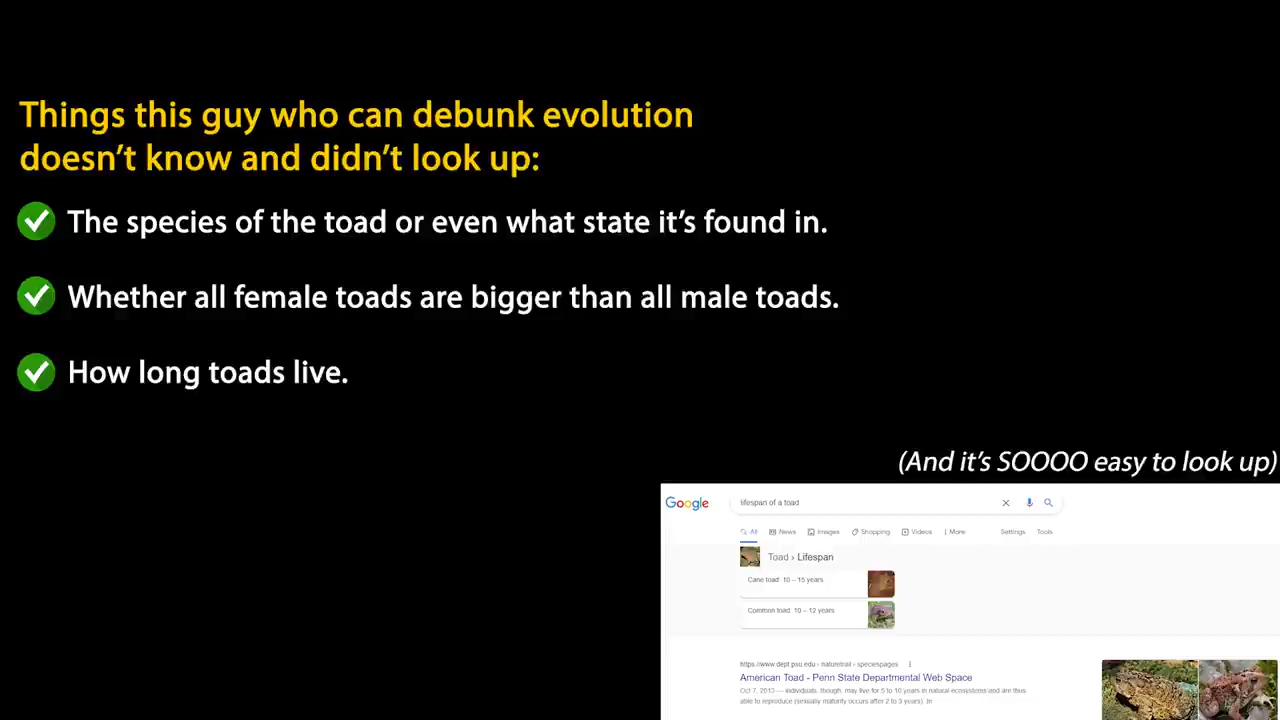 Things this guy who can debunk evolution
doesn't know and didn't look up:
The species of the toad or even what state it's found in.
Whether all female toads are bigger than all male toads.
How long toads live.
(And it's SOOOO easy to look up)
Google
lifespan of a toad
All News Images Shopping Videos More Settings Tools
Toad › Lifespan
Cane toad: 10 – 15 years
Common toad: 10 – 12 years
https://www.dept.psu.edu › naturetrail › speciespages
American Toad - Penn State Departmental Web Space
Oct 7, 2013 — individuals, though, may live for 5 to 10 years in natural ecosystems and are thus
able to reproduce (sexually maturity occurs after 2 to 3 years). In